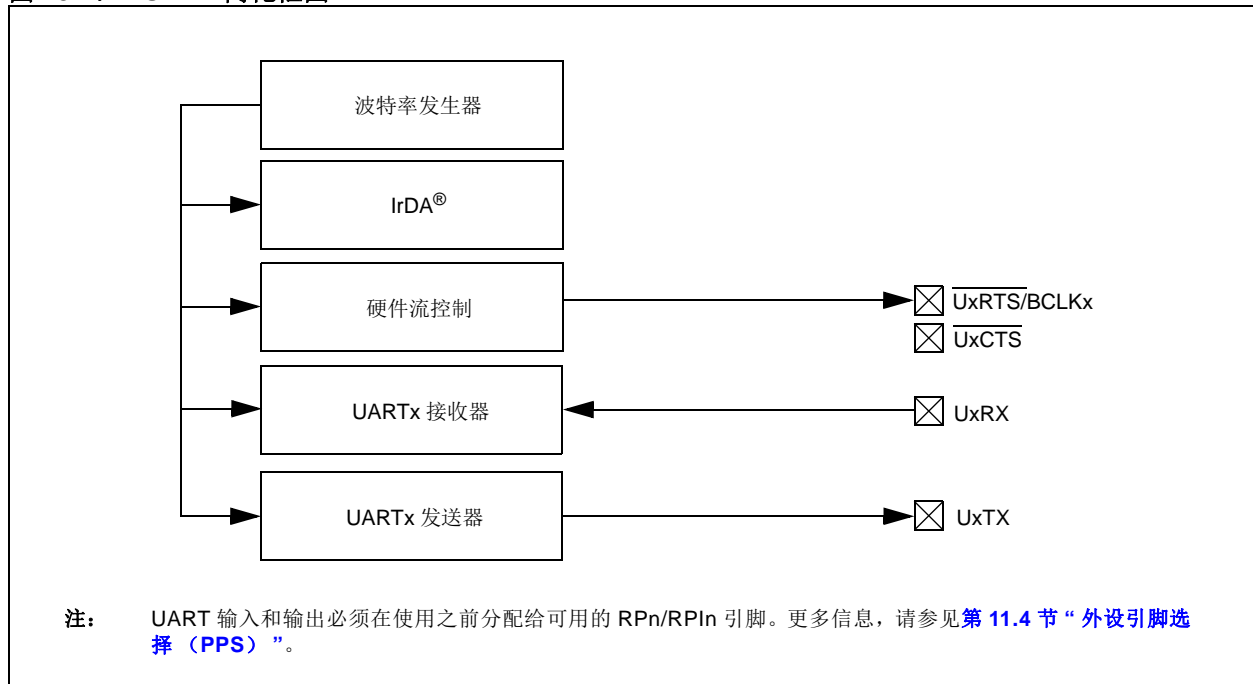 波特率发生器
IrDA®
硬件流控制
UxRTS/BCLKx
UxCTS
UARTx 接收器
UxRX
UARTx 发送器
UxTX
注： UART 输入和输出必须在使用之前分配给可用的 RPn/RPIn 引脚。更多信息，请参见第 11.4 节 “ 外设引脚选
择 （PPS） ”。